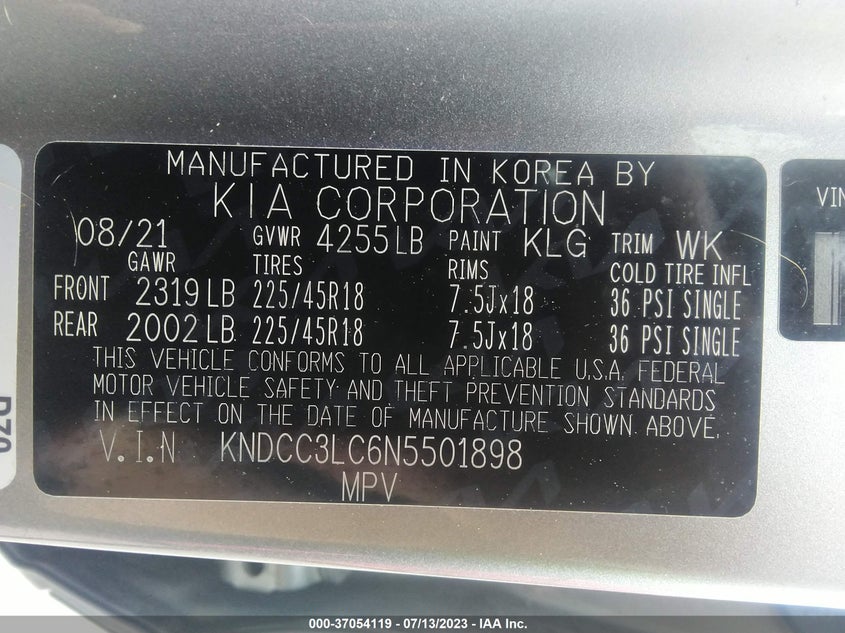 MANUFACTURED IN KOREA BY
KIA CORPORATION
08/21 GVWR 4255LB PAINT KLG TRIM WK
GAWR TIRES RIMS COLD TIRE INFL
FRONT 2319LB 225/45R18 7.5Jx18 36 PSI SINGLE
REAR 2002LB 225/45R18 7.5Jx18 36 PSI SINGLE
THIS VEHICLE CONFORMS TO ALL APPLICABLE U.S.A. FEDERAL
MOTOR VEHICLE SAFETY AND THEFT PREVENTION STANDARDS
IN EFFECT ON THE DATE OF MANUFACTURE SHOWN ABOVE.
V.I.N KNDCC3LC6N5501898
MPV
VIN
000-37054119 - 07/13/2023 - IAA Inc.